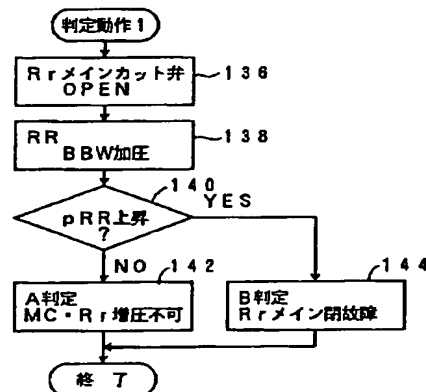 判定動作1
Rrメインカット弁
OPEN
136
RR
BBW加圧
138
140
pRR上昇
?
YES
NO
142
A判定
MC・Rr増圧不可
144
B判定
Rrメイン閉故障
終了